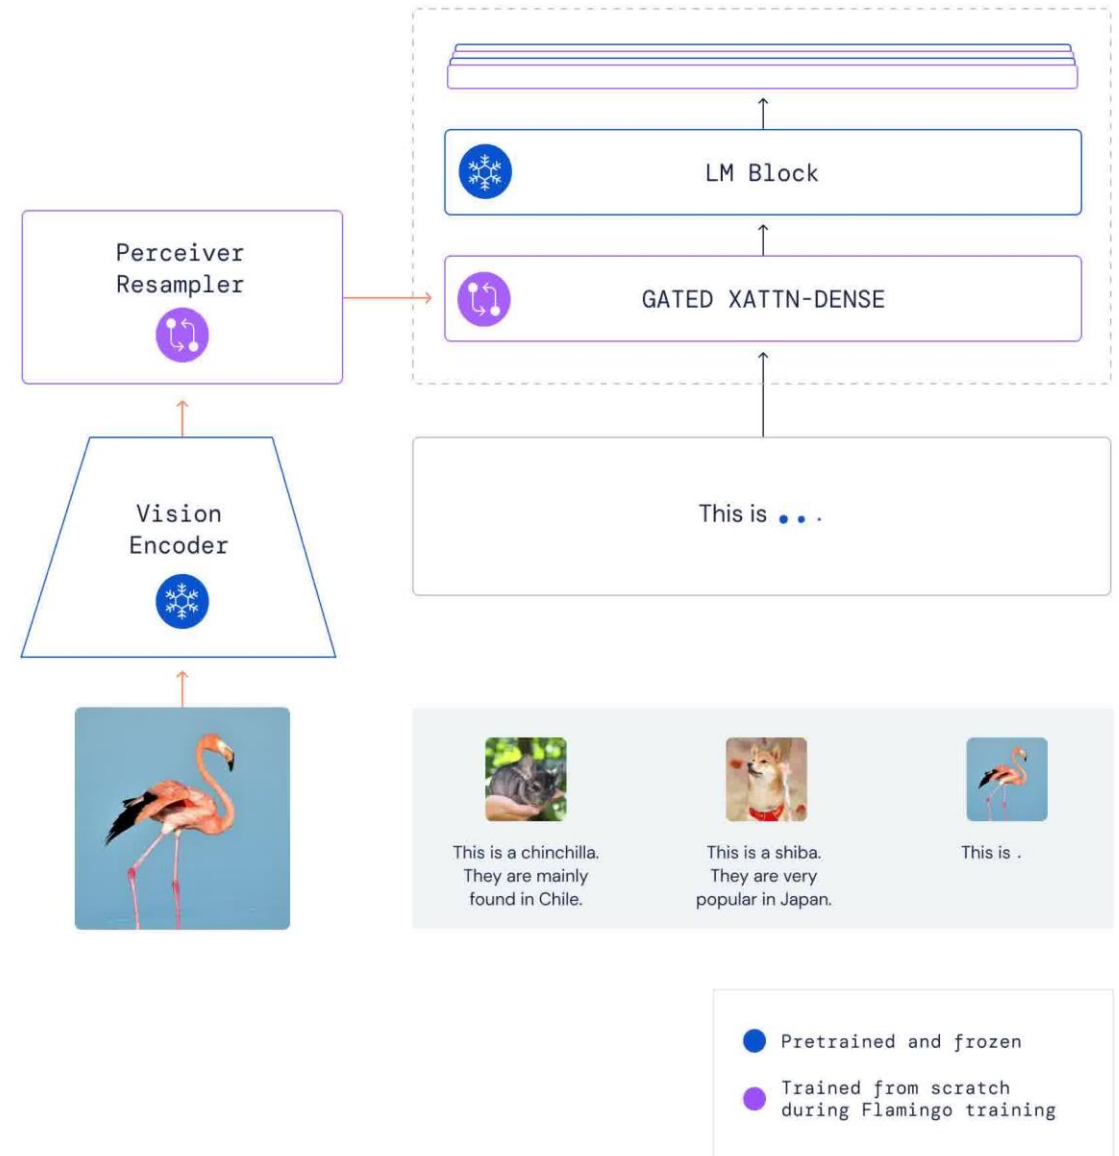 LM Block
Perceiver
Resampler
GATED XATTN-DENSE
Vision
Encoder
This is ...
This is a chinchilla.
They are mainly
found in Chile.
This is a shiba.
They are very
popular in Japan.
This is .
Pretrained and frozen
Trained from scratch
during Flamingo training